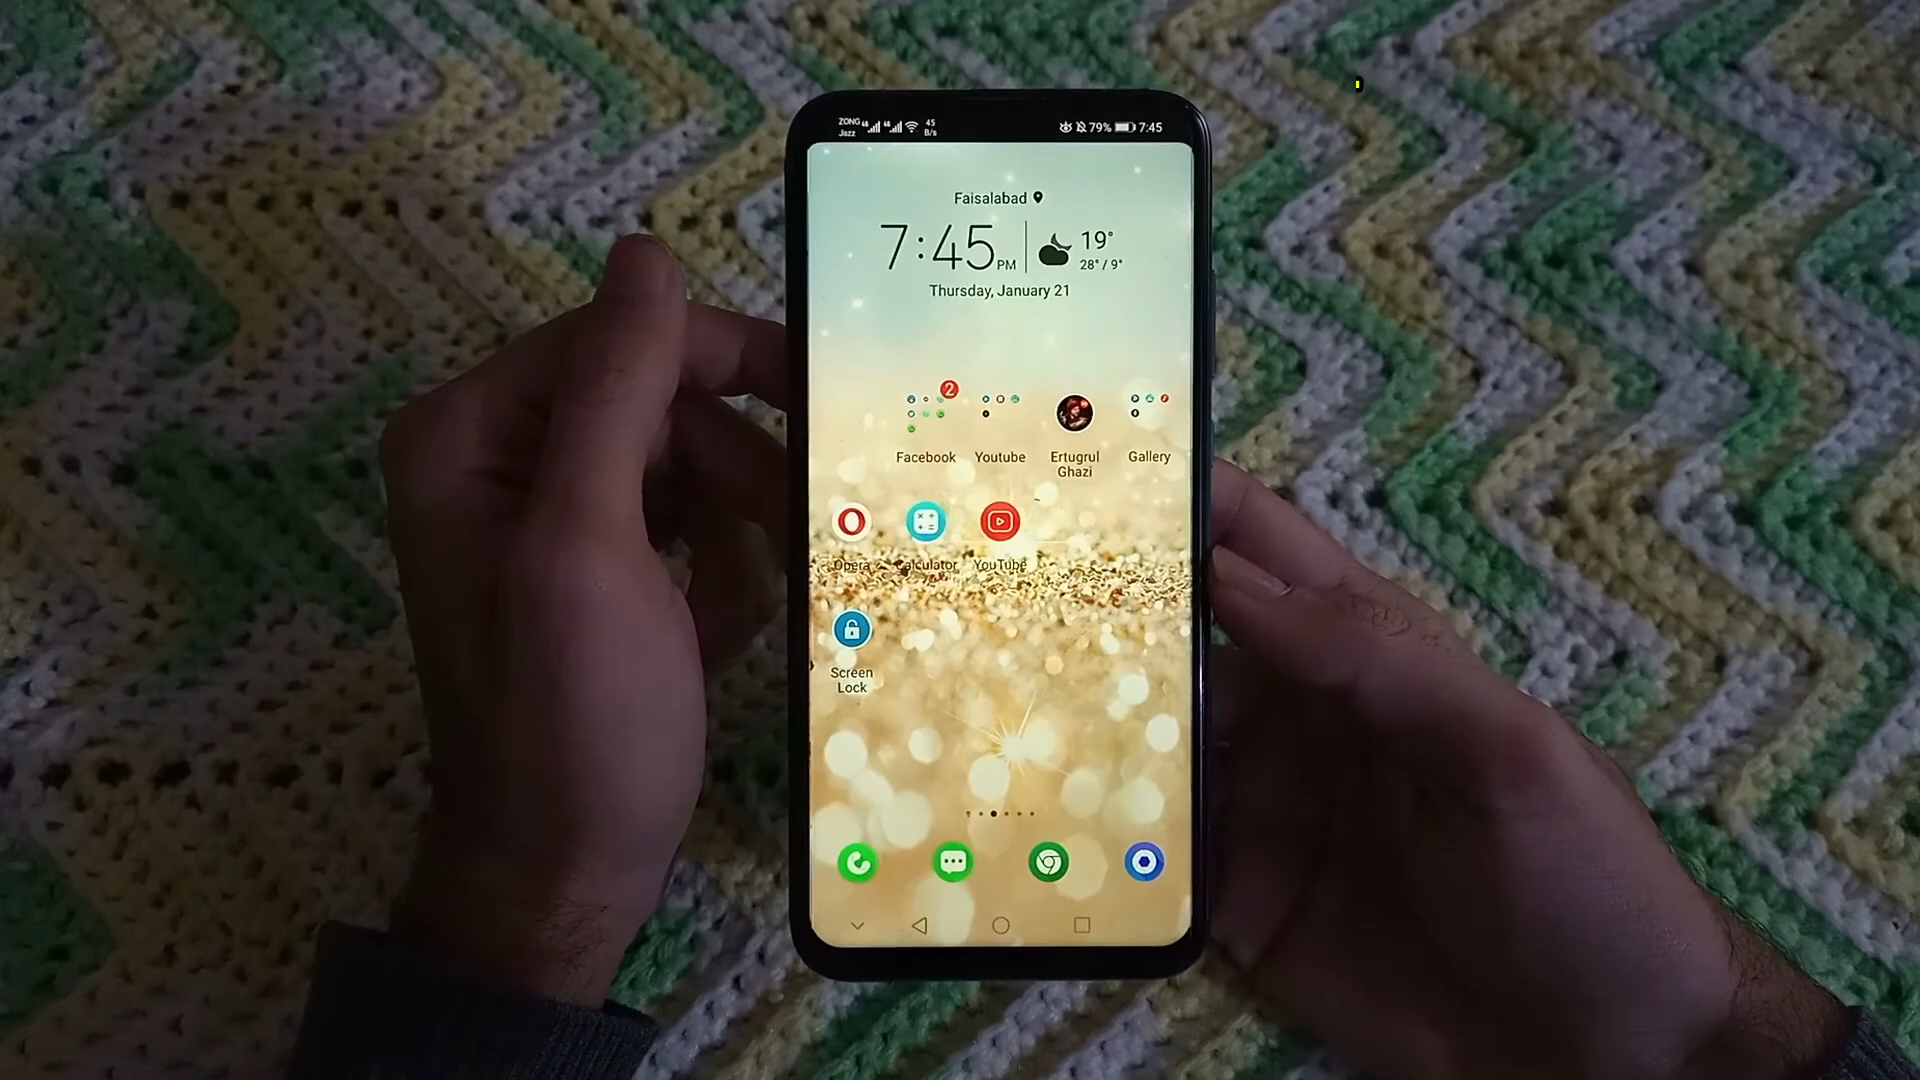 ZONG 45
Jazz B/s
79% 7:45
Faisalabad
7:45 PM 19°
28° / 9°
Thursday, January 21
2
Facebook Youtube Ertugrul Ghazi Gallery
Opera Calculator YouTube
Screen
Lock